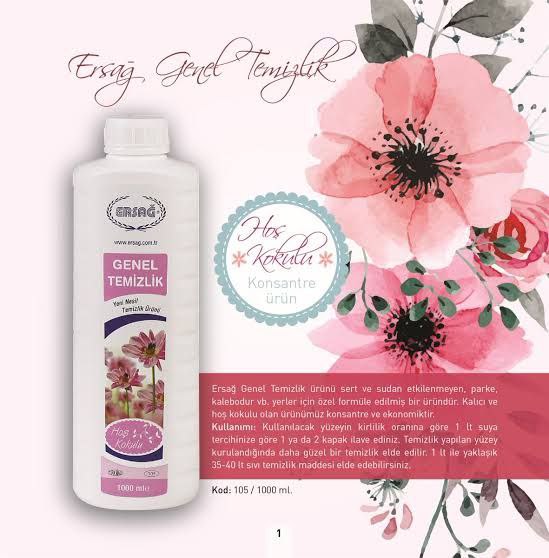 Ersağ Genel Temizlik
ERSAĞ
www.ersag.com.tr
GENEL
TEMİZLİK
Yeni Nesil
Temizlik Ürünü
Hoş
Kokulu
1000 ml℮
Hoş
Kokulu
Konsantre
ürün
Ersağ Genel Temizlik ürünü sert ve sudan etkilenmeyen, parke,
kalebodur vb. yerler için özel formüle edilmiş bir üründür. Kalıcı ve
hoş kokulu olan ürünümüz konsantre ve ekonomiktir.
Kullanımı: Kullanılacak yüzeyin kirlilik oranına göre 1 lt suya
tercihinize göre 1 ya da 2 kapak ilave ediniz. Temizlik yapılan yüzey
kurulandığında daha güzel bir temizlik elde edilir. 1 lt ile yaklaşık
35-40 lt sıvı temizlik maddesi elde edebilirsiniz.
Kod: 105 / 1000 ml.
1